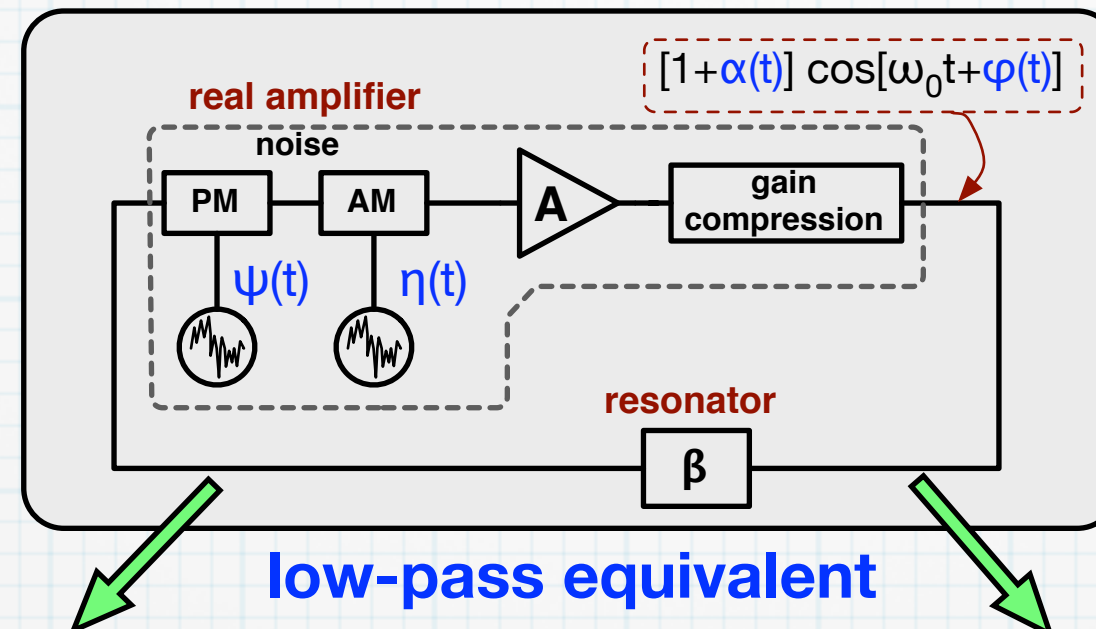 [1+α(t)] cos[ω₀t+φ(t)]
real amplifier
noise
PM
AM
A
gain
compression
ψ(t)
η(t)
resonator
β
low-pass equivalent